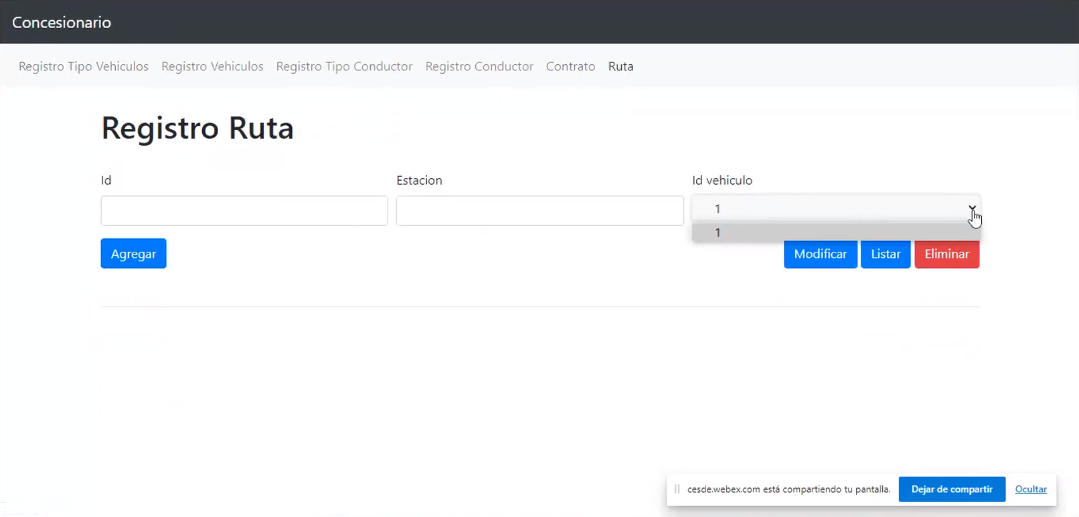 Concesionario
Registro Tipo Vehiculos Registro Vehiculos Registro Tipo Conductor Registro Conductor Contrato Ruta
Registro Ruta
Id Estacion Id vehiculo
1
1
Agregar Modificar Listar Eliminar
cesde.webex.com está compartiendo tu pantalla. Dejar de compartir Ocultar